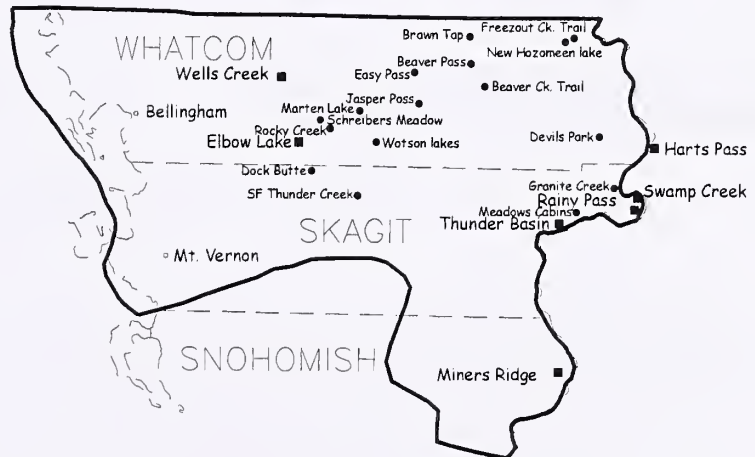 Brawn Tap
Freezout Ck. Trail
WHATCOM
New Hozomeen lake
Beaver Pass
Wells Creek
Easy Pass
Beaver Ck. Trail
Jasper Pass
Bellingham
Marten Lake
Schreibers Meadow
Rocky Creek
Devils Park
Elbow Lake
Watson lakes
Harts Pass
Dock Butte
Granite Creek
Swamp Creek
SF Thunder Creek
Rainy Pass
Meadows Cabins
SKAGIT
Thunder Basin
Mt. Vernon
SNOHOMISH
Miners Ridge